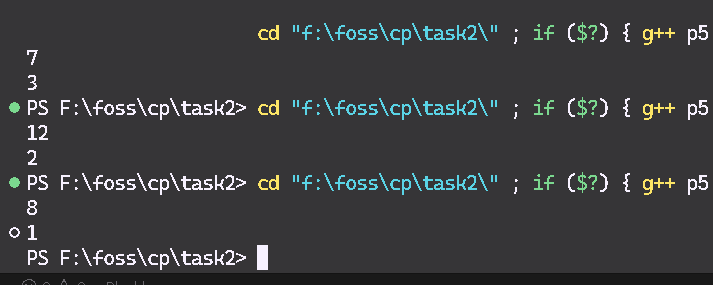 cd "f:\foss\cp\task2\" ; if ($?) { g++ p5
7
3
PS F:\foss\cp\task2> cd "f:\foss\cp\task2\" ; if ($?) { g++ p5
12
2
PS F:\foss\cp\task2> cd "f:\foss\cp\task2\" ; if ($?) { g++ p5
8
1
PS F:\foss\cp\task2>